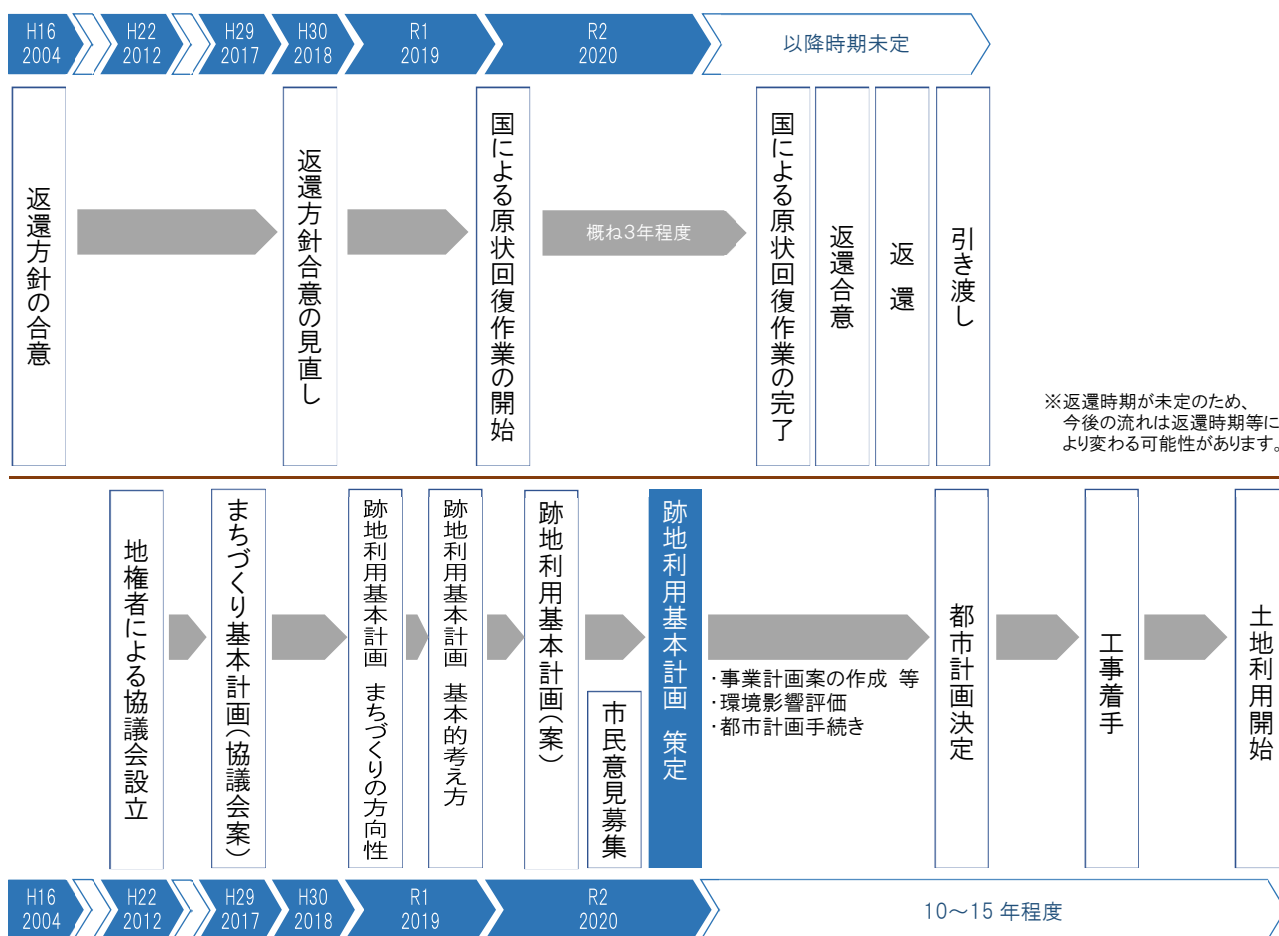 H16
2004
H22
2012
H29
2017
H30
2018
R1
2019
R2
2020
以降時期未定
返還方針の合意
返還方針合意の見直し
国による原状回復作業の開始
概ね3年程度
国による原状回復作業の完了
返還合意
返 還
引き渡し
※返還時期が未定のため、
今後の流れは返還時期等に
より変わる可能性があります。
地権者による協議会設立
まちづくり基本計画(協議会案)
跡地利用基本計画 まちづくりの方向性
跡地利用基本計画 基本的考え方
跡地利用基本計画(案)
市民意見募集
跡地利用基本計画 策定
・事業計画案の作成 等
・環境影響評価
・都市計画手続き
都市計画決定
工事着手
土地利用開始
H16
2004
H22
2012
H29
2017
H30
2018
R1
2019
R2
2020
10～15 年程度